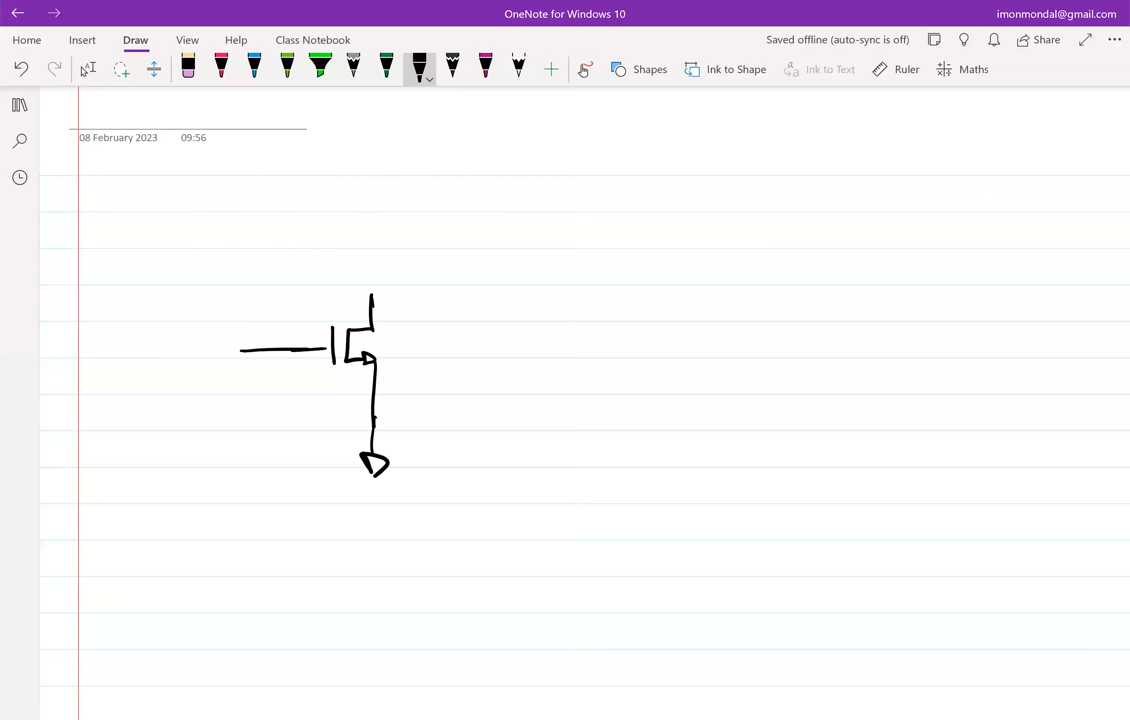 OneNote for Windows 10
imonmondal@gmail.com
Home Insert Draw View Help Class Notebook
Saved offline (auto-sync is off) Share
Shapes Ink to Shape Ink to Text Ruler Maths
08 February 2023 09:56